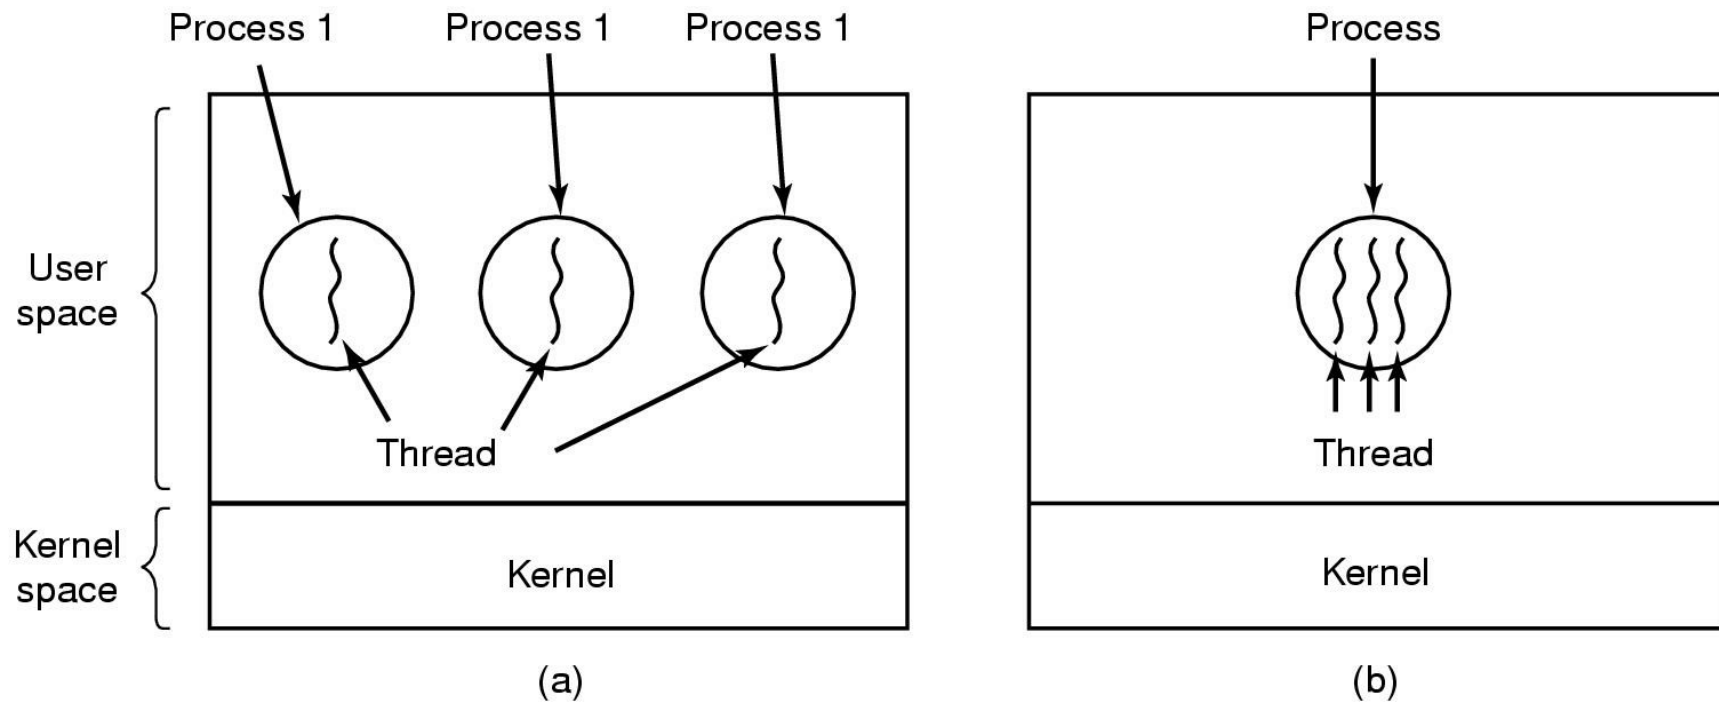 Process 1
Process 1
Process 1
Process
User
space
Thread
Thread
Kernel
space
Kernel
Kernel
(a)
(b)